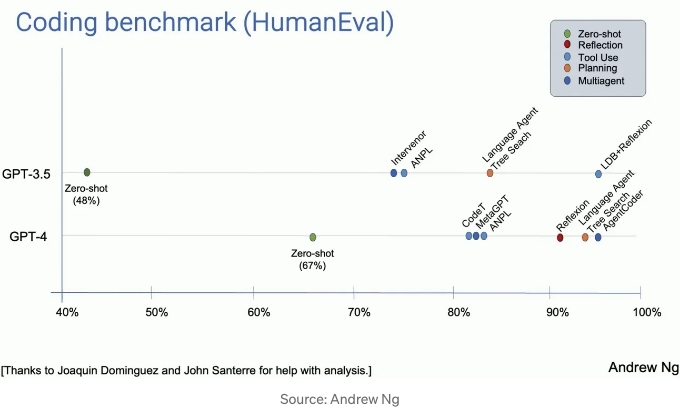 Coding benchmark (HumanEval)
Zero-shot
Reflection
Tool Use
Planning
Multiagent
GPT-3.5
Zero-shot
(48%)
Intervenor
ANPL
Language Agent
Tree Seach
LDB+Reflexion
GPT-4
Zero-shot
(67%)
CodeT
MetaGPT
ANPL
Reflexion
Language Agent
Tree Search
AgentCoder
40%
50%
60%
70%
80%
90%
100%
[Thanks to Joaquin Dominguez and John Santerre for help with analysis.]
Andrew Ng
Source: Andrew Ng